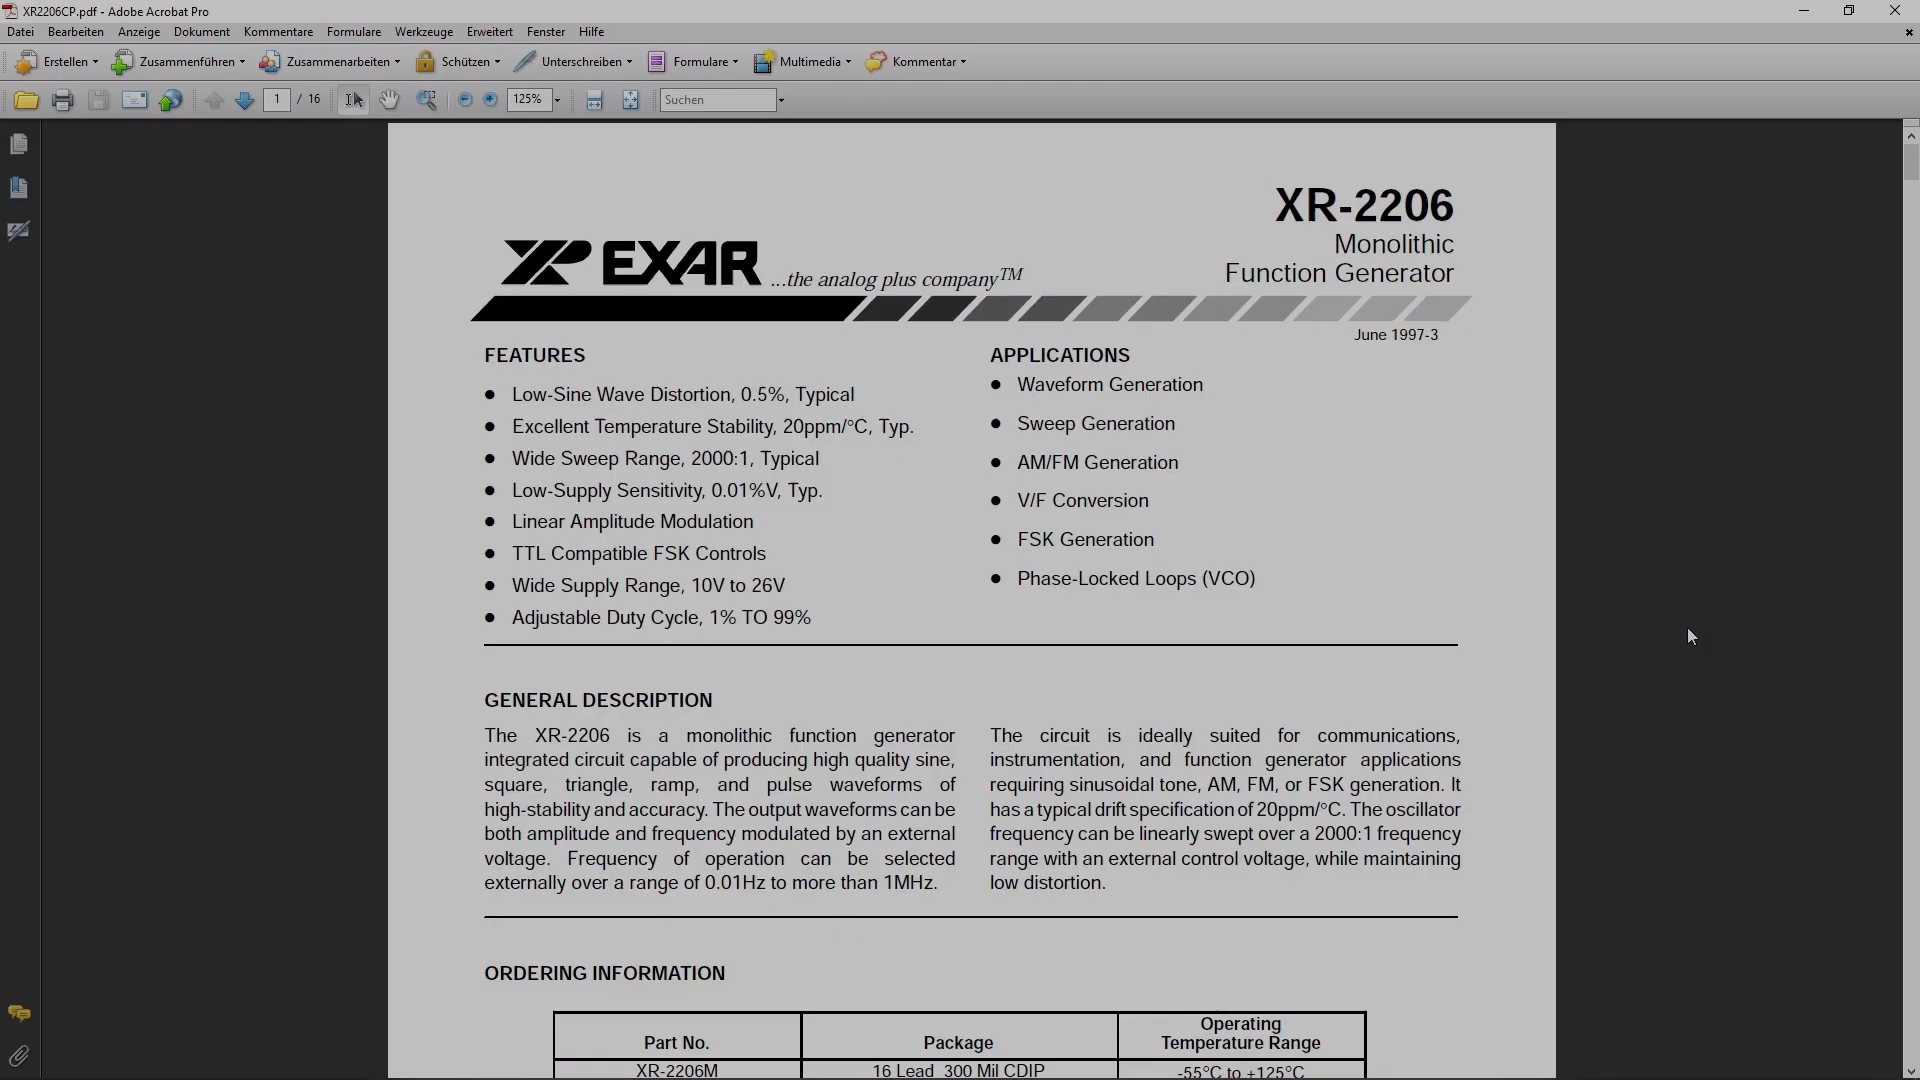 XR2206CP.pdf - Adobe Acrobat Pro
Datei Bearbeiten Anzeige Dokument Kommentare Formulare Werkzeuge Erweitert Fenster Hilfe
Erstellen Zusammenführen Zusammenarbeiten Schützen Unterschreiben Formulare Multimedia Kommentar
1 / 16 125% Suchen
XR-2206
Monolithic
Function Generator
EXAR ...the analog plus company™
June 1997-3
FEATURES
● Low-Sine Wave Distortion, 0.5%, Typical
● Excellent Temperature Stability, 20ppm/°C, Typ.
● Wide Sweep Range, 2000:1, Typical
● Low-Supply Sensitivity, 0.01%V, Typ.
● Linear Amplitude Modulation
● TTL Compatible FSK Controls
● Wide Supply Range, 10V to 26V
● Adjustable Duty Cycle, 1% TO 99%
APPLICATIONS
● Waveform Generation
● Sweep Generation
● AM/FM Generation
● V/F Conversion
● FSK Generation
● Phase-Locked Loops (VCO)
GENERAL DESCRIPTION
The XR-2206 is a monolithic function generator
integrated circuit capable of producing high quality sine,
square, triangle, ramp, and pulse waveforms of
high-stability and accuracy. The output waveforms can be
both amplitude and frequency modulated by an external
voltage. Frequency of operation can be selected
externally over a range of 0.01Hz to more than 1MHz.
The circuit is ideally suited for communications,
instrumentation, and function generator applications
requiring sinusoidal tone, AM, FM, or FSK generation. It
has a typical drift specification of 20ppm/°C. The oscillator
frequency can be linearly swept over a 2000:1 frequency
range with an external control voltage, while maintaining
low distortion.
ORDERING INFORMATION
Part No. Package Operating
Temperature Range
XR-2206M 16 Lead 300 Mil CDIP -55°C to +125°C